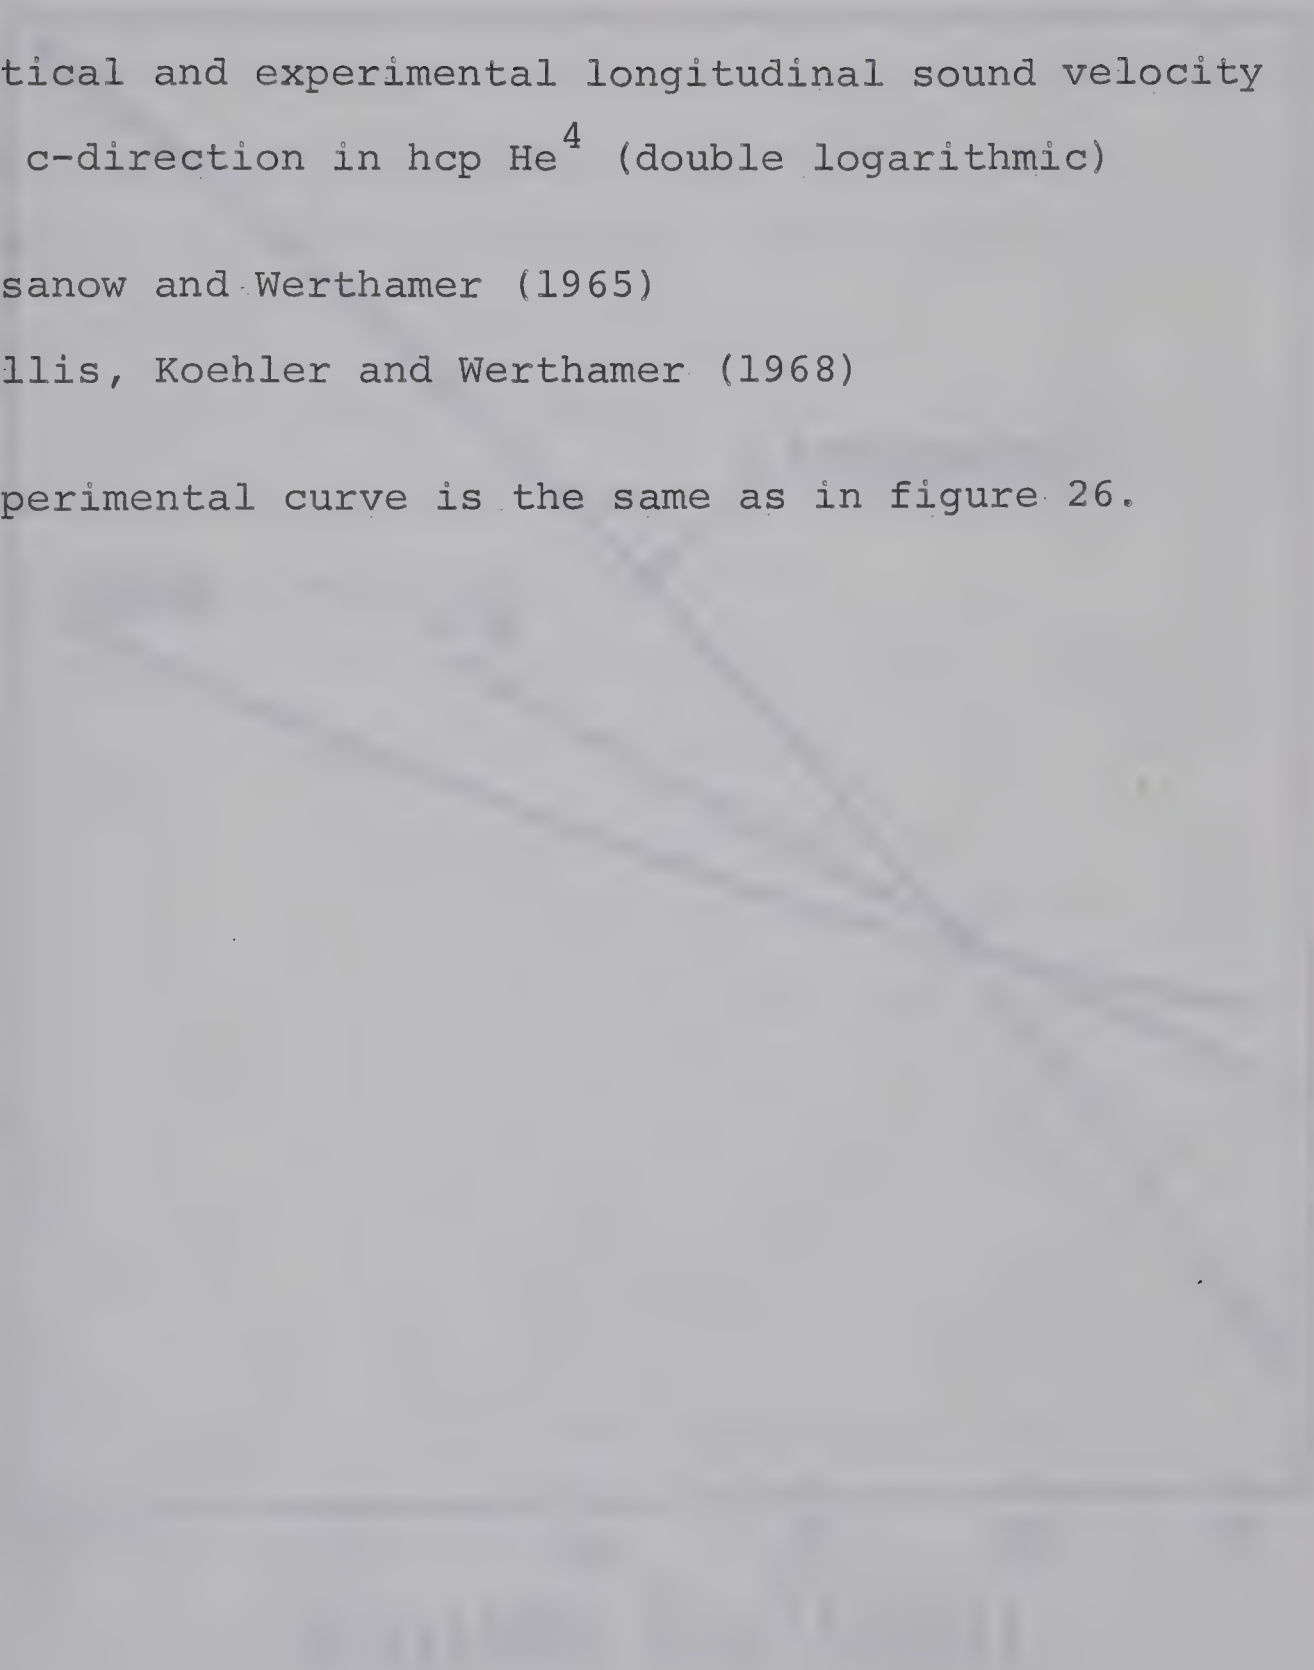 tical and experimental longitudinal sound velocity
c-direction in hcp He⁴ (double logarithmic)
sanow and Werthamer (1965)
llis, Koehler and Werthamer (1968)
perimental curve is the same as in figure 26.